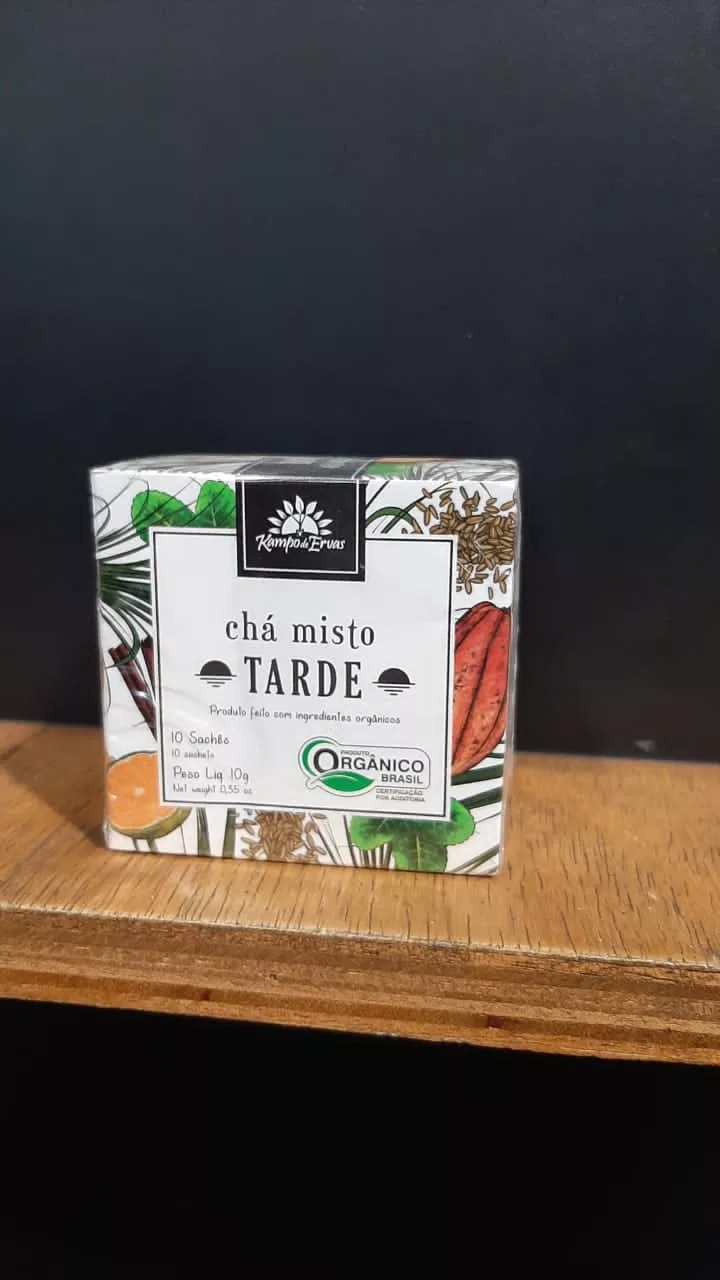 Kampo de Ervas
chá misto
TARDE
Produto feito com ingredientes orgânicos
10 Sachês
10 sachets
Peso Liq. 10g
Net weight 0,35 oz
PRODUTO
ORGÂNICO
BRASIL
CERTIFICAÇÃO
POR AUDITORIA